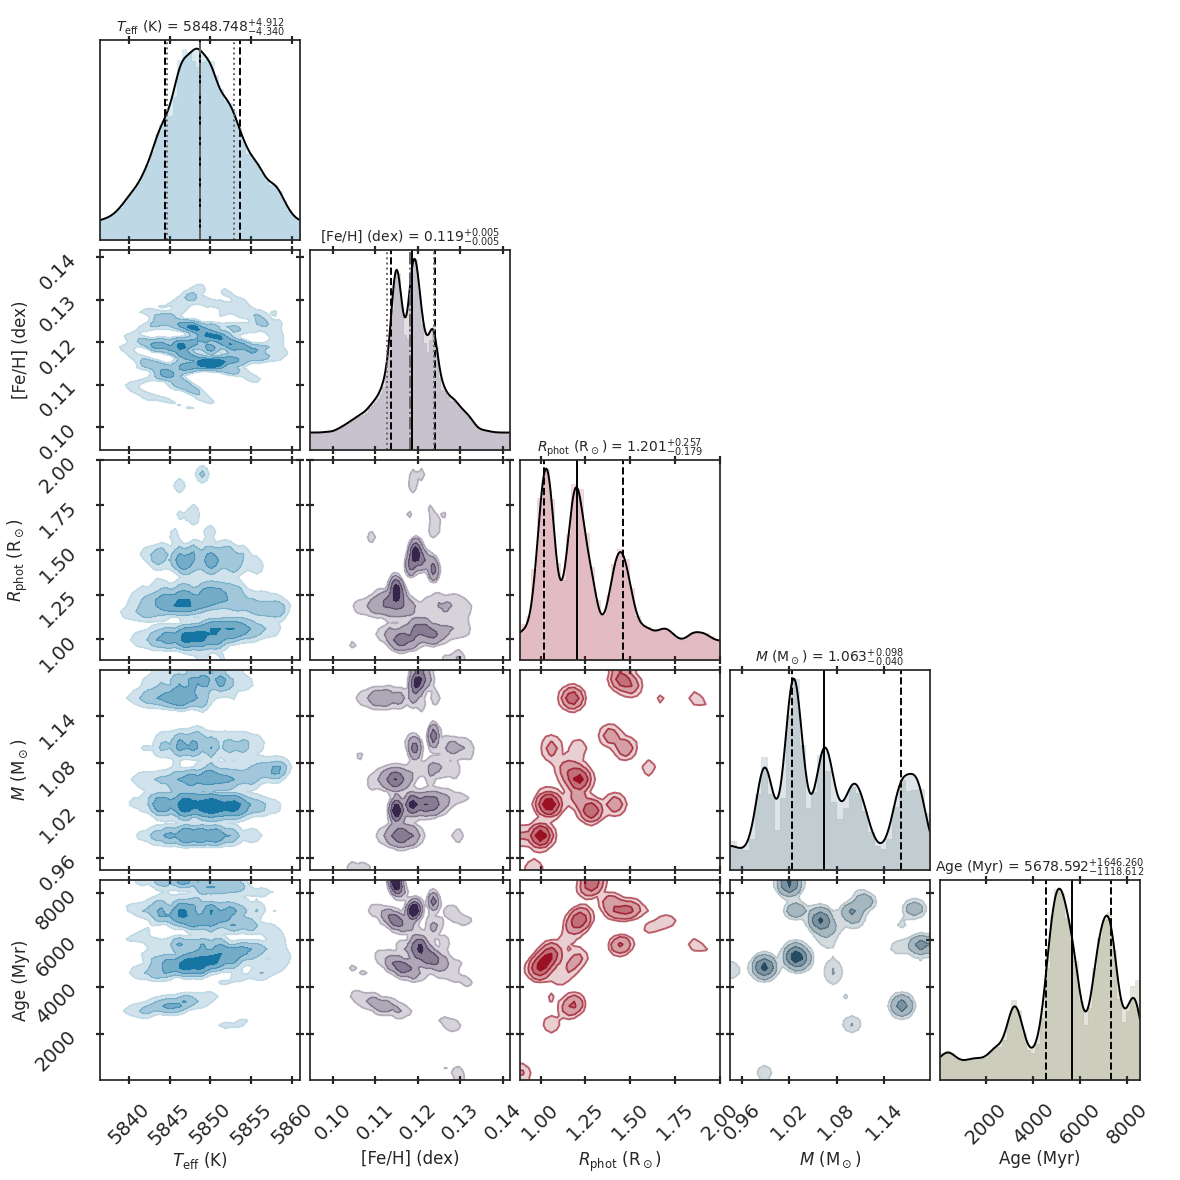 T_eff (K) = 5848.748 +4.912 −4.340
[Fe/H] (dex) = 0.119 +0.005 −0.005
0.14
0.13
0.12
0.11
0.10
[Fe/H] (dex)
R_phot (R⊙) = 1.201 +0.257 −0.179
2.00
1.75
1.50
1.25
1.00
R_phot (R⊙)
M (M⊙) = 1.063 +0.098 −0.040
1.14
1.08
1.02
0.96
M (M⊙)
Age (Myr) = 5678.592 +1646.260 −1118.612
8000
6000
4000
2000
Age (Myr)
5840 5845 5850 5855 5860
0.10 0.11 0.12 0.13 0.14
1.00 1.25 1.50 1.75 2.00
0.96 1.02 1.08 1.14
2000 4000 6000 8000
T_eff (K)
[Fe/H] (dex)
R_phot (R⊙)
M (M⊙)
Age (Myr)